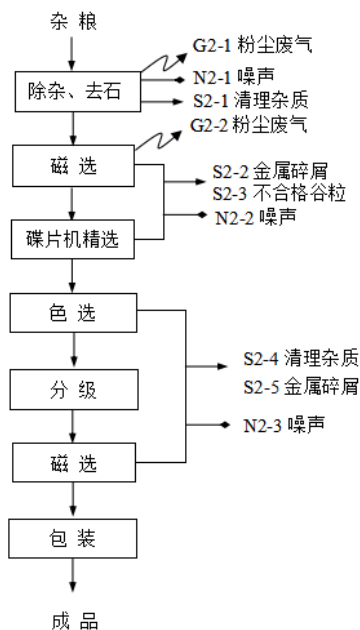 杂 粮
G2-1 粉尘废气
N2-1 噪声
除杂、去石
S2-1 清理杂质
G2-2 粉尘废气
磁 选
S2-2 金属碎屑
S2-3 不合格谷粒
N2-2 噪声
碟片机精选
色 选
S2-4 清理杂质
S2-5 金属碎屑
分 级
N2-3 噪声
磁 选
包 装
成 品